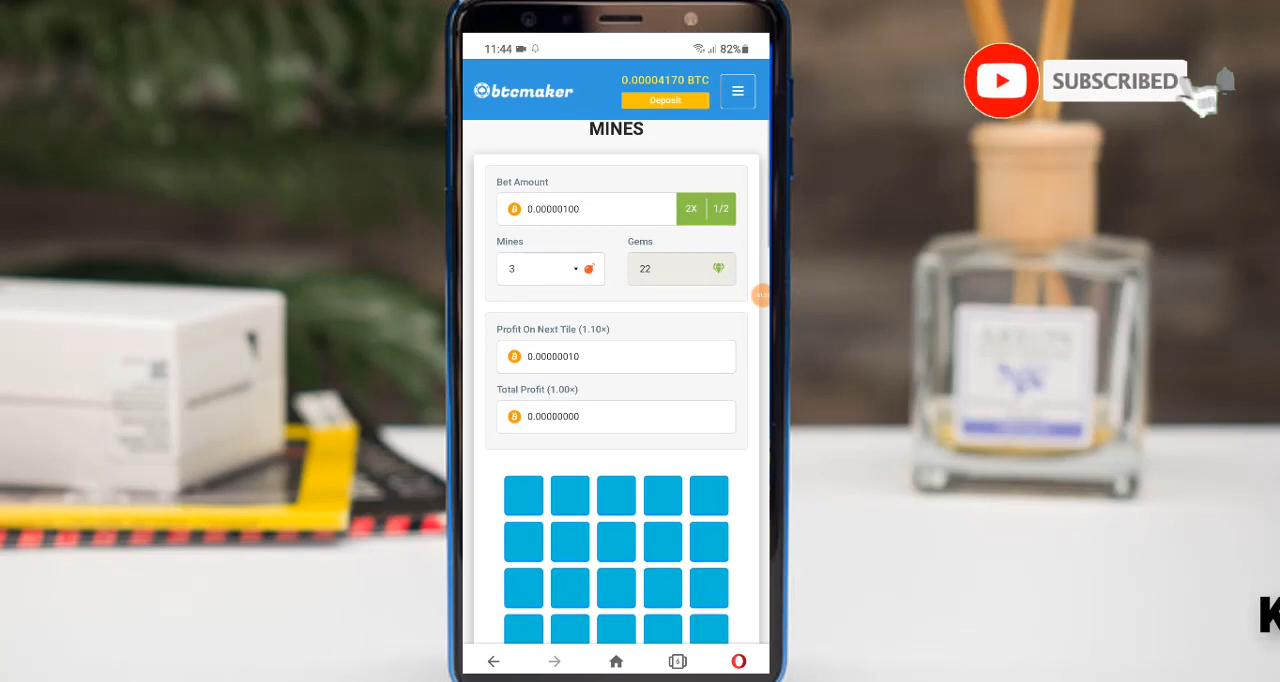 11:44 82%
btcmaker 0.00004170 BTC
Deposit
MINES
Bet Amount
0.00000100 2X 1/2
Mines Gems
3 22
Profit On Next Tile (1.10×)
0.00000010
Total Profit (1.00×)
0.00000000
6
SUBSCRIBED
K